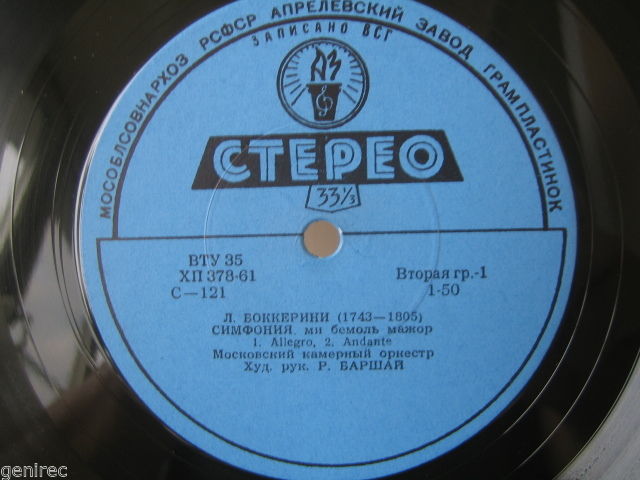 МОСОБЛСОВНАРХОЗ РСФСР АПРЕЛЕВСКИЙ ЗАВОД ГРАМПЛАСТИНОК
ЗАПИСАНО ВСГ
АЗ
СТЕРЕО
33⅓
ВТУ 35
ХП 378-61
С—121
Вторая гр.-1
1-50
Л. БОККЕРИНИ (1743—1805)
СИМФОНИЯ, ми бемоль мажор
1. Allegro, 2. Andante
Московский камерный оркестр
Худ. рук. Р. БАРШАЙ
genirec